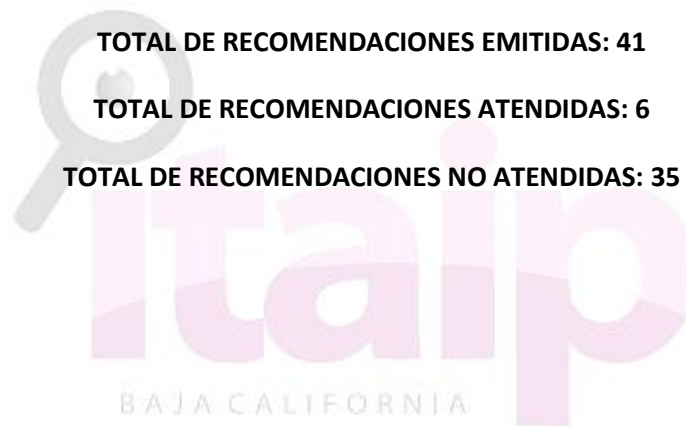 TOTAL DE RECOMENDACIONES EMITIDAS: 41
TOTAL DE RECOMENDACIONES ATENDIDAS: 6
TOTAL DE RECOMENDACIONES NO ATENDIDAS: 35
itaip
BAJA CALIFORNIA